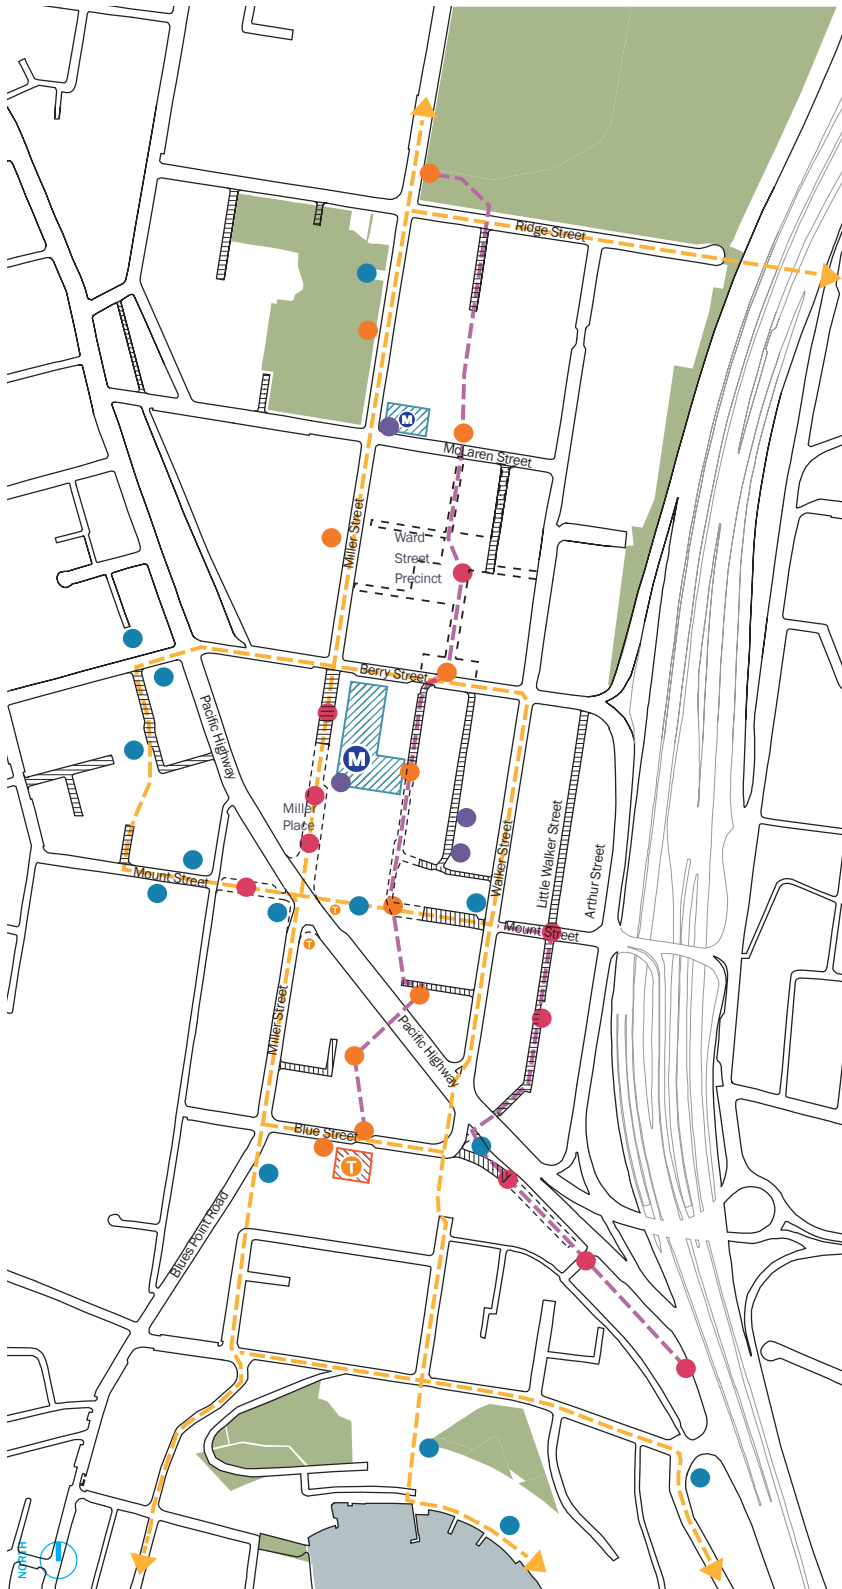 Ridge Street
M
McLaren Street
Miller Street
Ward
Street
Precinct
Berry Street
Pacific Highway
M
Miller
Place
Walker Street
Little Walker Street
Arthur Street
Mount Street
T
Mount Street
T
Miller Street
Pacific Highway
Blue Street
T
Blues Point Road
NORTH